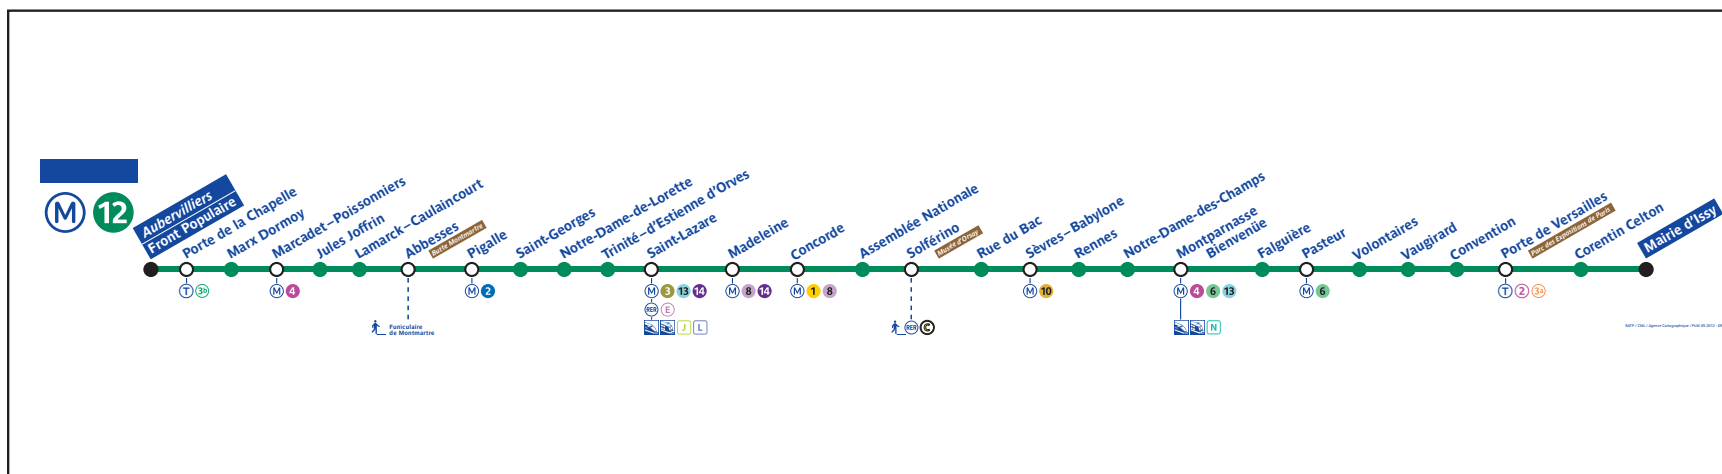 M 12
Aubervilliers
Front Populaire
Porte de la Chapelle
T 3b
Marx Dormoy
Marcadet–Poissonniers
M 4
Jules Joffrin
Lamarck–Caulaincourt
Abbesses
Butte Montmartre
Funiculaire
de Montmartre
Pigalle
M 2
Saint-Georges
Notre-Dame-de-Lorette
Trinité–d'Estienne d'Orves
Saint-Lazare
M 3 13 14
RER E
J L
Madeleine
M 8 14
Concorde
M 1 8
Assemblée Nationale
Solférino
Musée d'Orsay
RER C
Rue du Bac
Sèvres–Babylone
M 10
Rennes
Notre-Dame-des-Champs
Montparnasse
Bienvenüe
M 4 6 13
N
Falguière
Pasteur
M 6
Volontaires
Vaugirard
Convention
Porte de Versailles
Parc des Expositions de Paris
T 2 3a
Corentin Celton
Mairie d'Issy